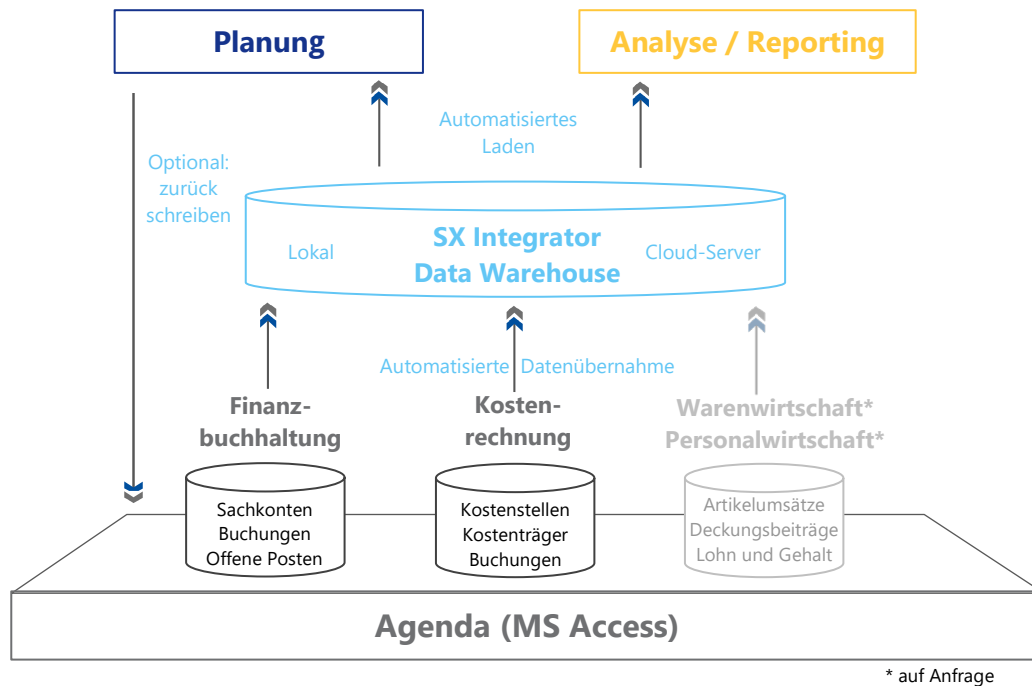 Planung
Analyse / Reporting
Automatisiertes
Laden
Optional:
zurück
schreiben
Lokal
SX Integrator
Data Warehouse
Cloud-Server
Automatisierte Datenübernahme
Finanz-
buchhaltung
Kosten-
rechnung
Warenwirtschaft*
Personalwirtschaft*
Sachkonten
Buchungen
Offene Posten
Kostenstellen
Kostenträger
Buchungen
Artikelumsätze
Deckungsbeiträge
Lohn und Gehalt
Agenda (MS Access)
* auf Anfrage